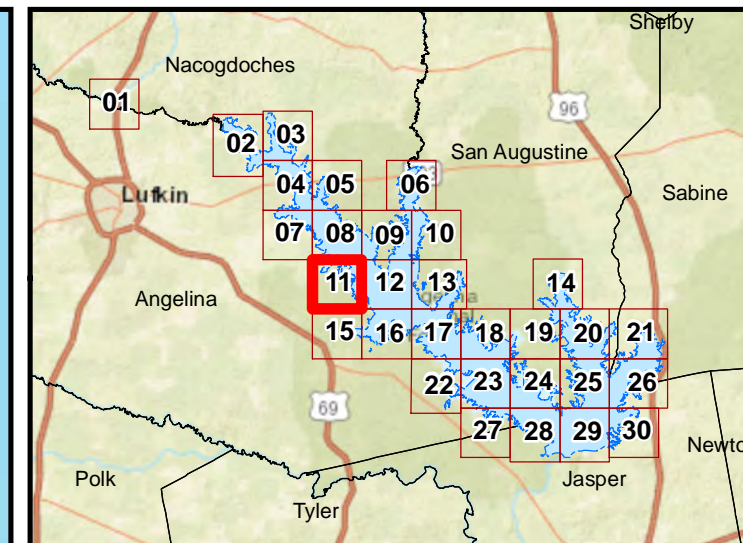 Shelby
Nacogdoches
01
96
03
02
San Augustine
04 05 06
Sabine
Lufkin
07 08 09 10
11 12 13 14
Angelina
15 16 17 18 19 20 21
22 23 24 25 26
69
27 28 29 30
Newto
Polk
Jasper
Tyler